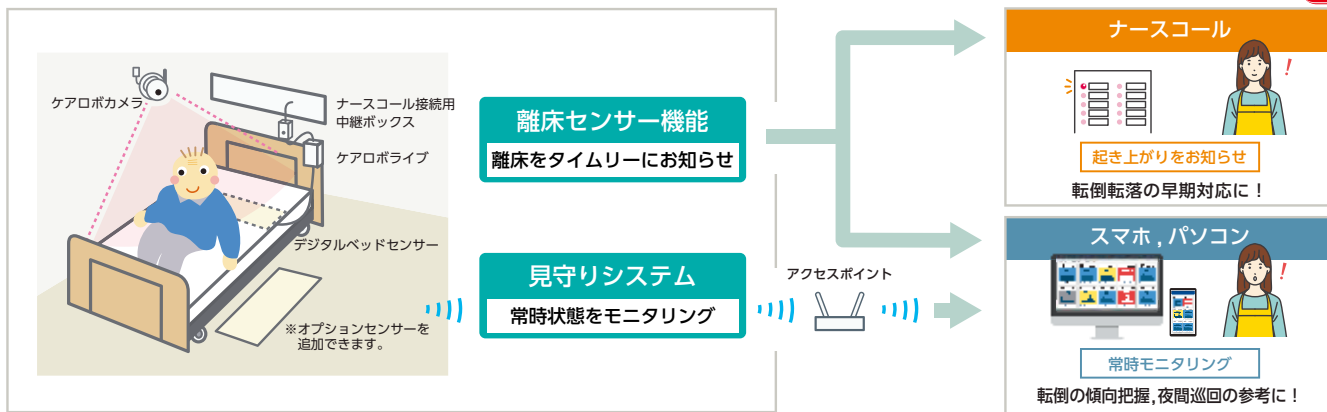 ケアロボカメラ
ナースコール接続用
中継ボックス
ケアロボライブ
デジタルベッドセンサー
※オプションセンサーを
追加できます。
離床センサー機能
離床をタイムリーにお知らせ
見守りシステム
常時状態をモニタリング
アクセスポイント
ナースコール
!
起き上がりをお知らせ
転倒転落の早期対応に!
スマホ,パソコン
!
常時モニタリング
転倒の傾向把握,夜間巡回の参考に!